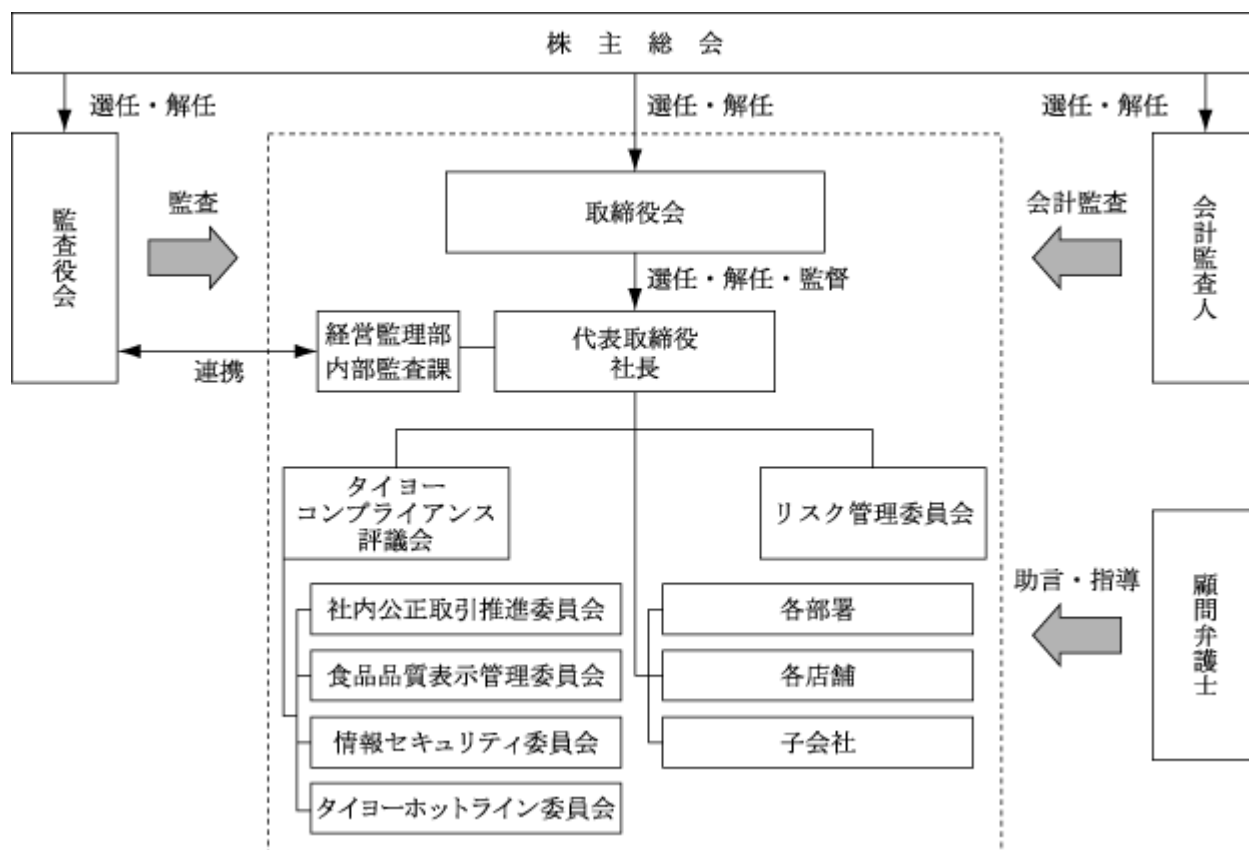 株主総会
選任・解任
選任・解任
選任・解任
監査役会
監査
取締役会
会計監査
会計監査人
選任・解任・監督
経営監理部
内部監査課
代表取締役
社長
連携
タイヨー
コンプライアンス
評議会
リスク管理委員会
社内公正取引推進委員会
食品品質表示管理委員会
情報セキュリティ委員会
タイヨーホットライン委員会
各部署
各店舗
子会社
助言・指導
顧問弁護士